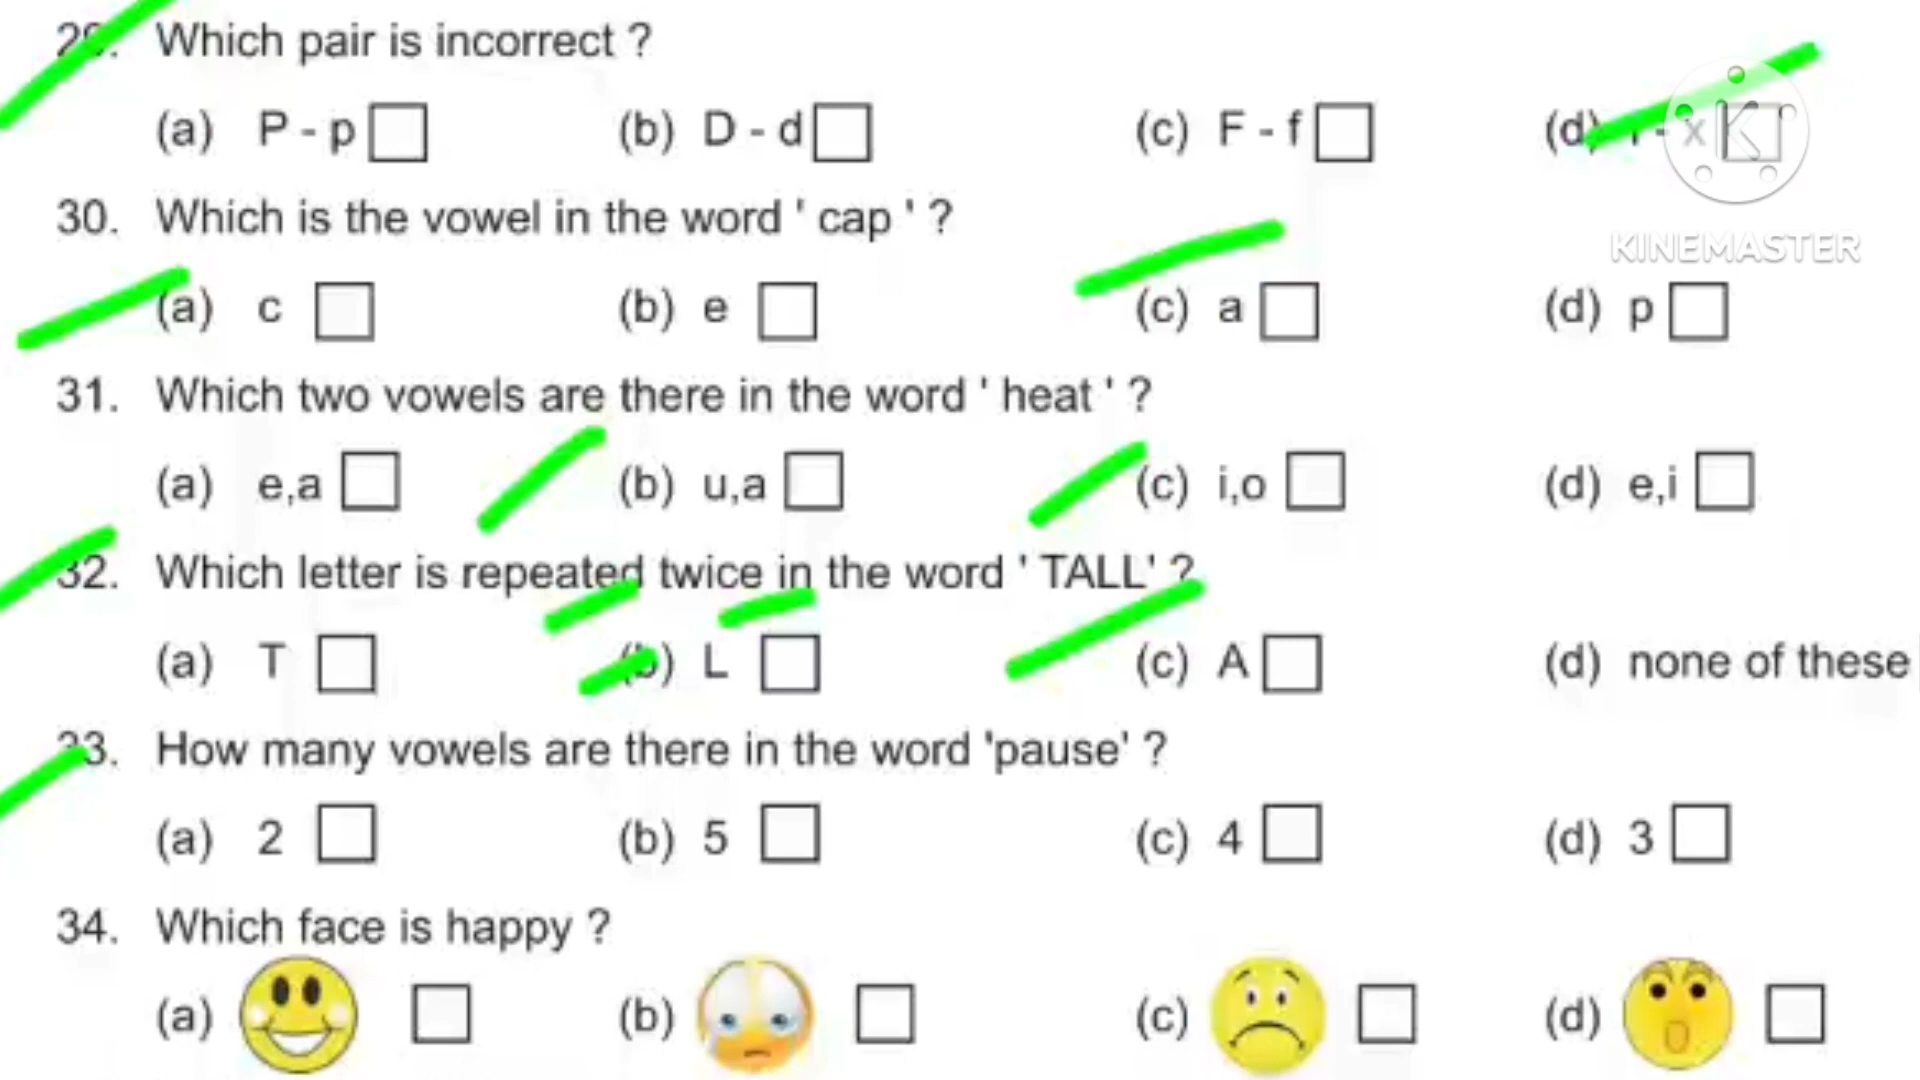 29. Which pair is incorrect ?
(a) P - p (b) D - d (c) F - f (d) - x
KINEMASTER
30. Which is the vowel in the word ' cap ' ?
(a) c (b) e (c) a (d) p
31. Which two vowels are there in the word ' heat ' ?
(a) e,a (b) u,a (c) i,o (d) e,i
32. Which letter is repeated twice in the word ' TALL' ?
(a) T (b) L (c) A (d) none of these
33. How many vowels are there in the word 'pause' ?
(a) 2 (b) 5 (c) 4 (d) 3
34. Which face is happy ?
(a) (b) (c) (d)